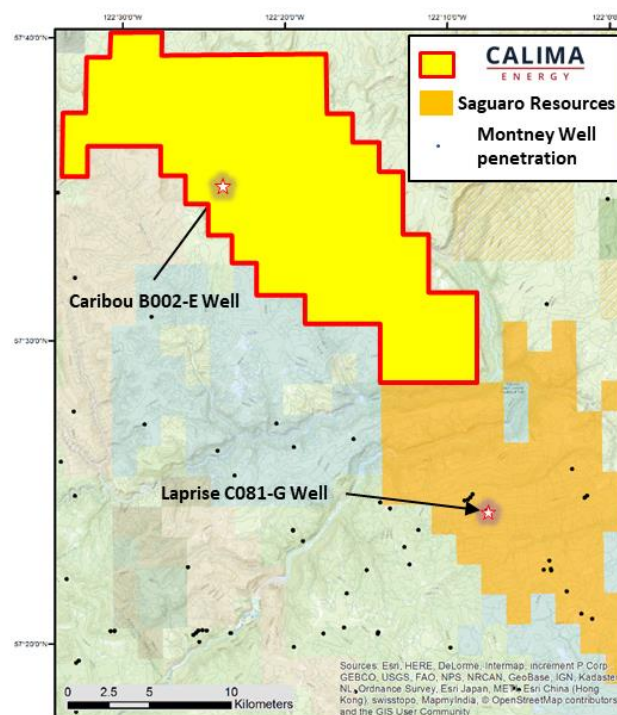 122°30'0"W
122°20'0"W
122°10'0"W
57°40'0"N
57°30'0"N
57°20'0"N
CALIMA
ENERGY
Saguaro Resources
Montney Well
penetration
Caribou B002-E Well
Laprise C081-G Well
0 2.5 5 10
Kilometers
Sources: Esri, HERE, DeLorme, Intermap, increment P Corp.
GEBCO, USGS, FAO, NPS, NRCAN, GeoBase, IGN, Kadaster
NL, Ordnance Survey, Esri Japan, METI, Esri China (Hong
Kong), swisstopo, MapmyIndia, © OpenStreetMap contributors
and the GIS User Community